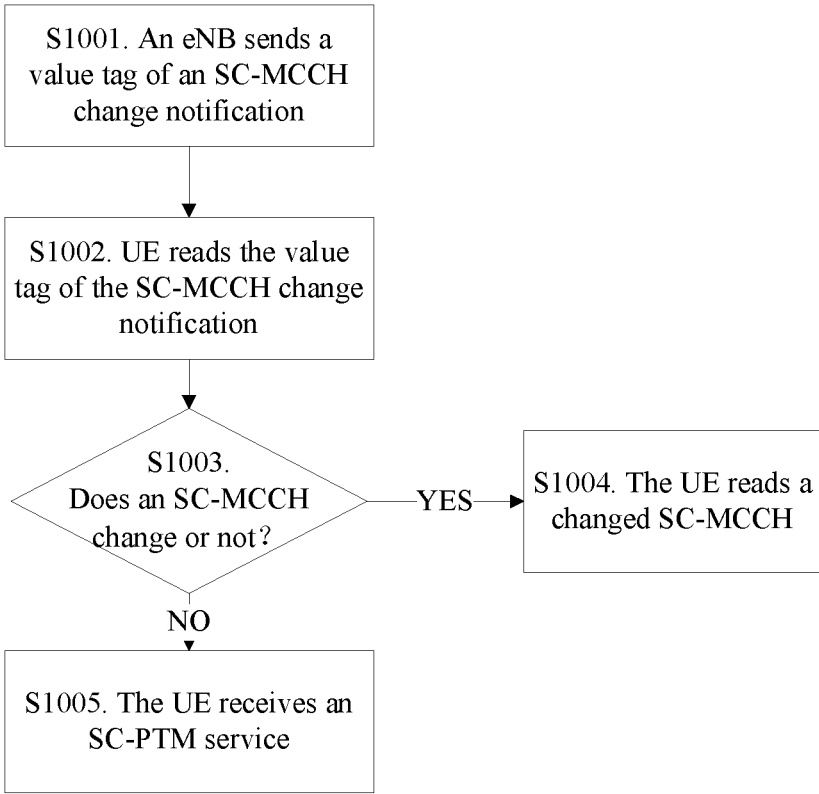 S1001. An eNB sends a
value tag of an SC-MCCH
change notification
S1002. UE reads the value
tag of the SC-MCCH change
notification
S1003.
Does an SC-MCCH
change or not？
YES
S1004. The UE reads a
changed SC-MCCH
NO
S1005. The UE receives an
SC-PTM service